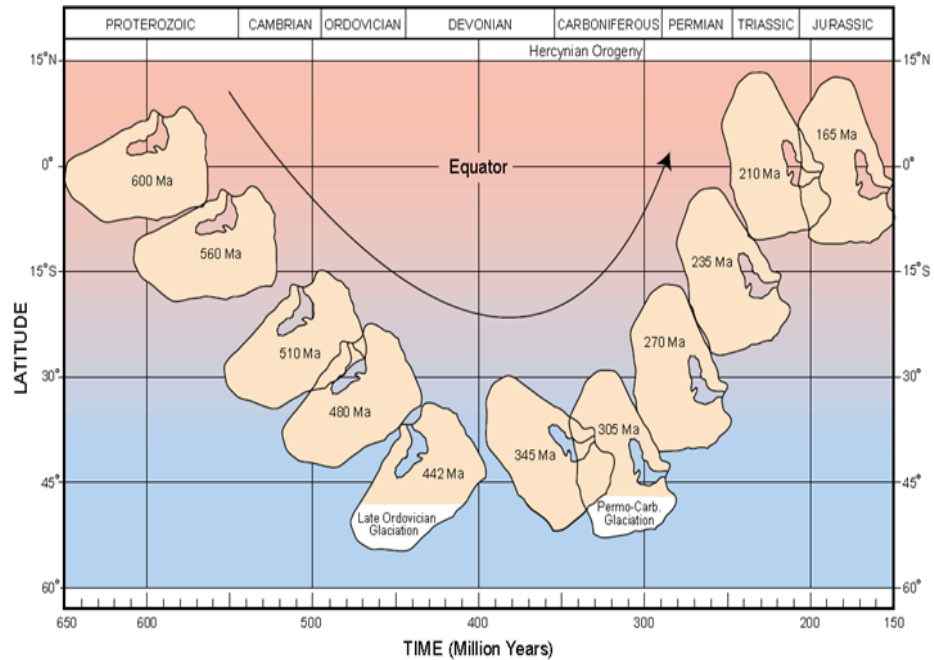 PROTEROZOIC CAMBRIAN ORDOVICIAN DEVONIAN CARBONIFEROUS PERMIAN TRIASSIC JURASSIC
Hercynian Orogeny
15°N 15°N
165 Ma
0° Equator 0°
600 Ma 210 Ma
560 Ma 235 Ma
15°S 15°S
LATITUDE
510 Ma 270 Ma
30° 30°
480 Ma 305 Ma
442 Ma 345 Ma
45° 45°
Late Ordovician
Glaciation
Permo-Carb.
Glaciation
60° 60°
650 600 500 400 300 200 150
TIME (Million Years)